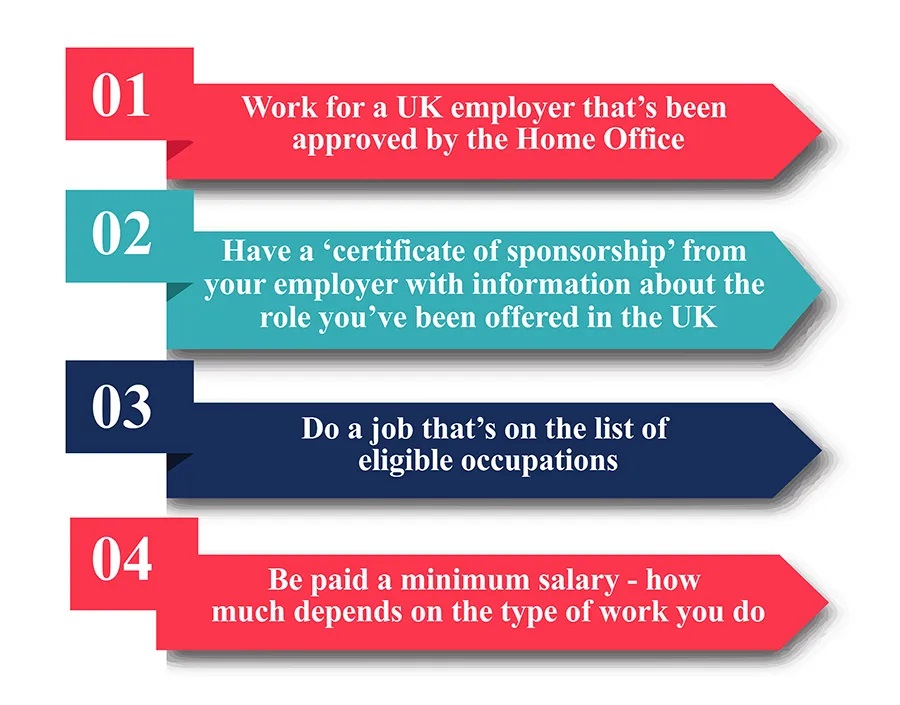 01
Work for a UK employer that’s been
approved by the Home Office
02
Have a ‘certificate of sponsorship’ from
your employer with information about the
role you’ve been offered in the UK
03
Do a job that’s on the list of
eligible occupations
04
Be paid a minimum salary - how
much depends on the type of work you do